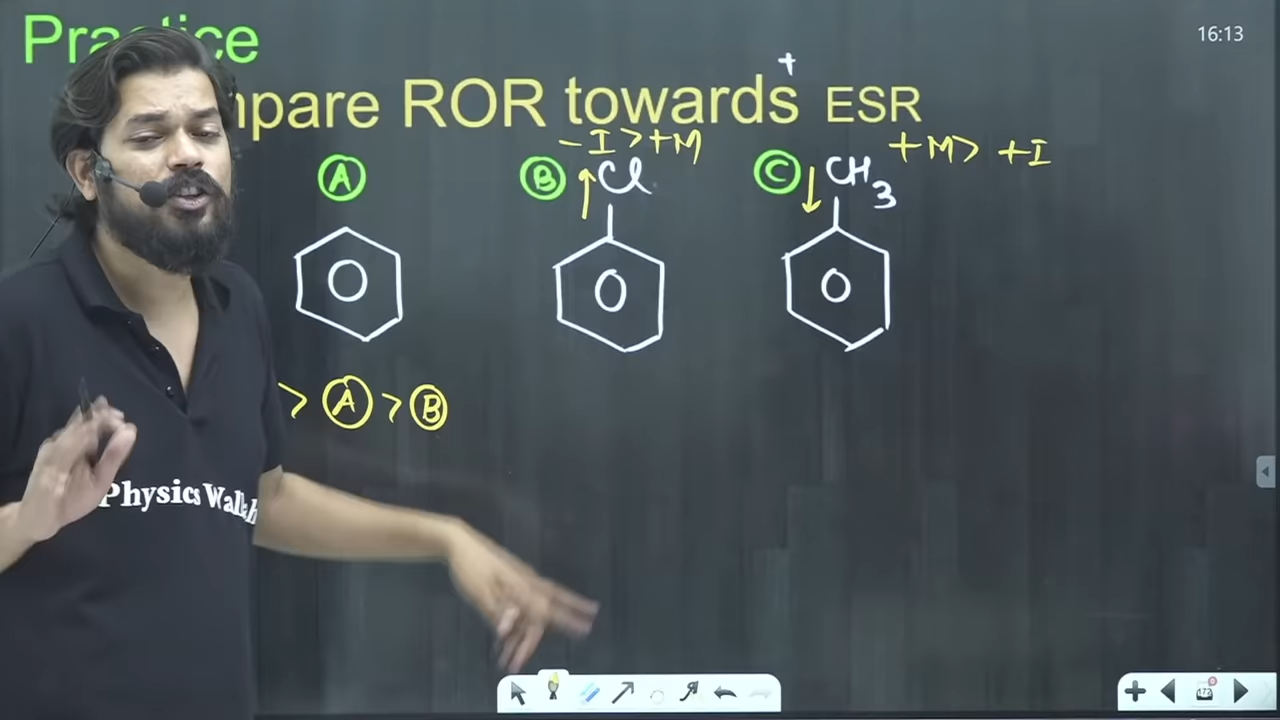 Practice
mpare ROR towards ESR
+
16:13
-I > +M
+M > +I
A
B
Cl
C
CH3
> A > B
Physics Wallah